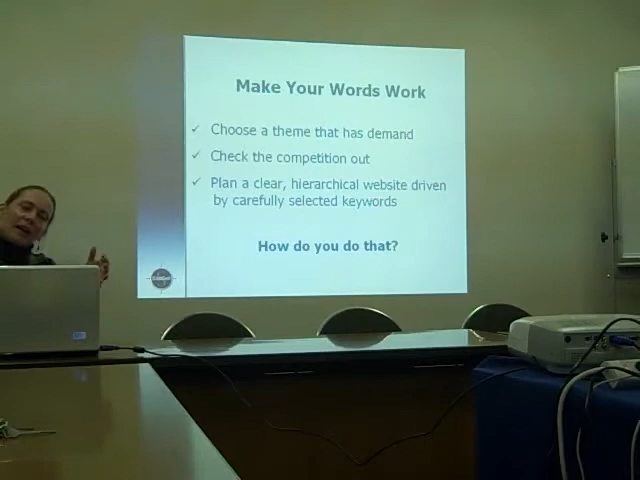 Make Your Words Work
✓ Choose a theme that has demand
✓ Check the competition out
✓ Plan a clear, hierarchical website driven
by carefully selected keywords
How do you do that?